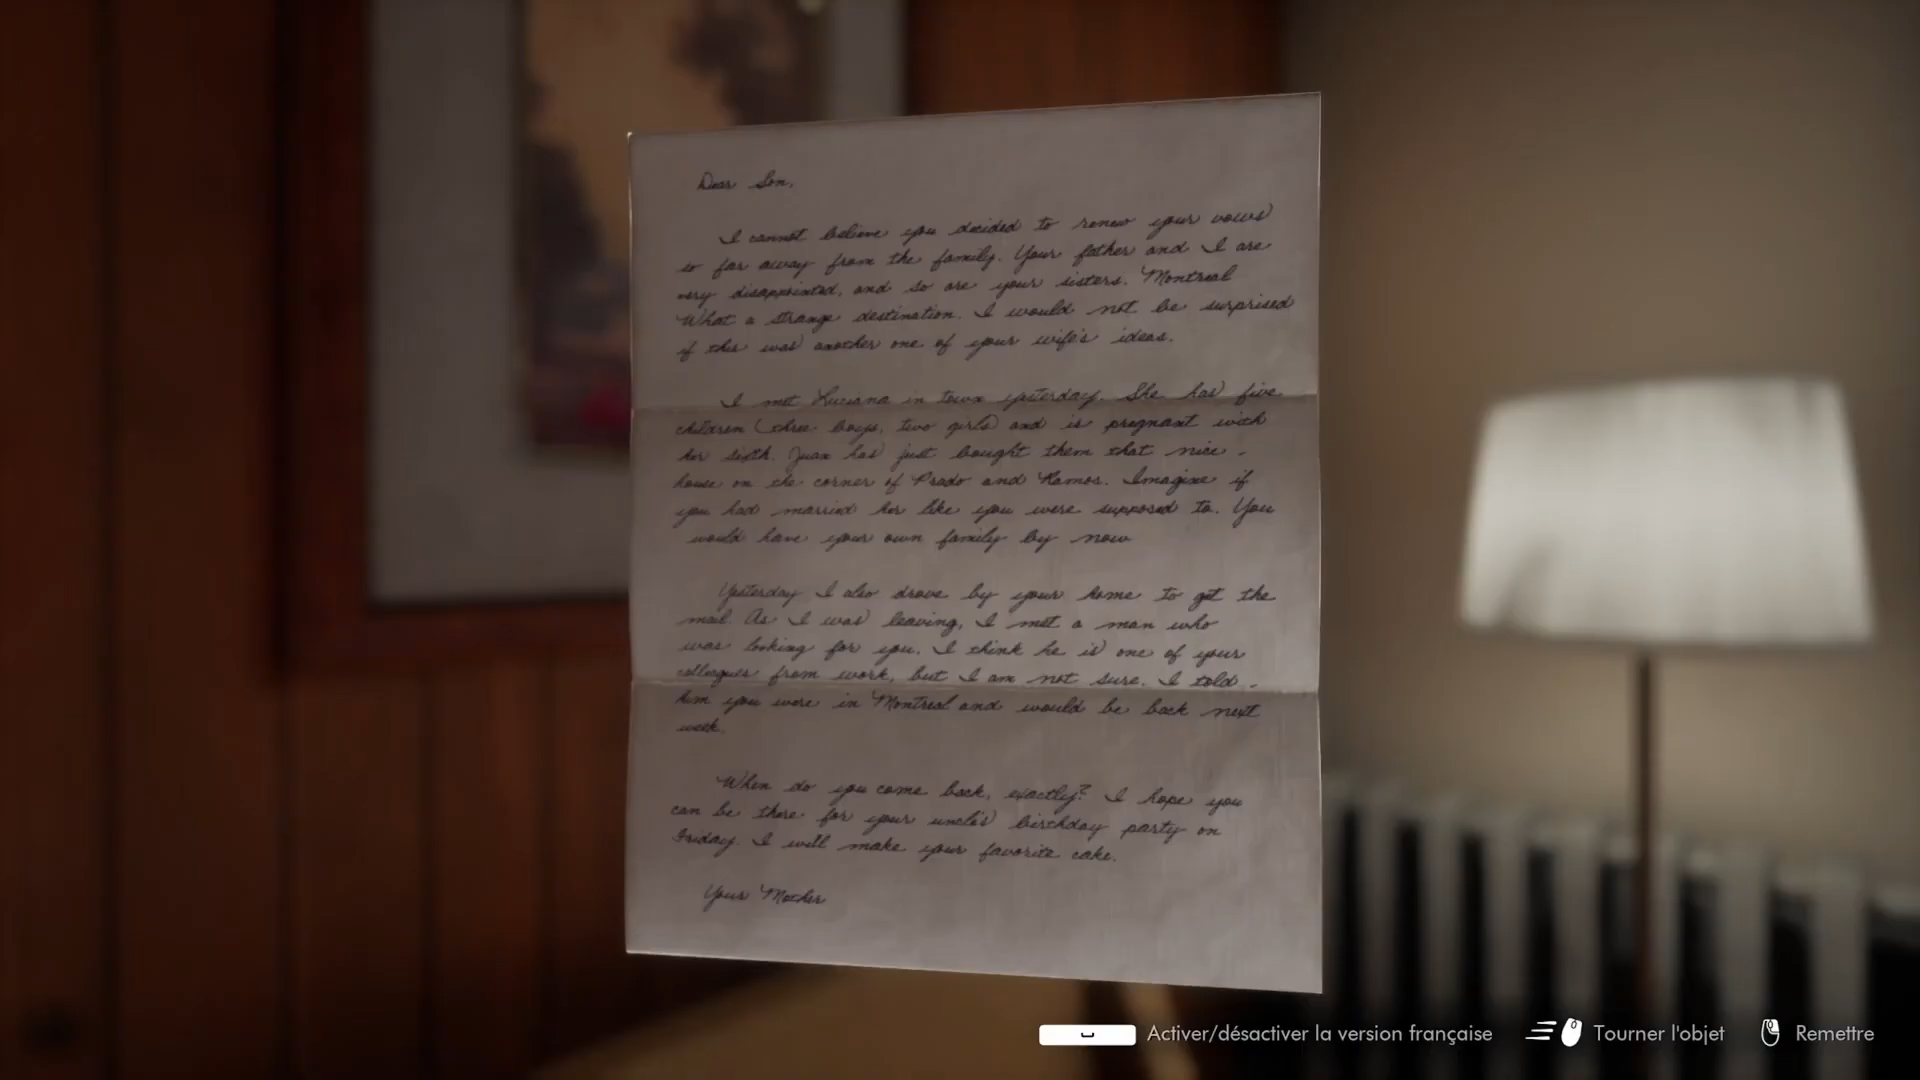 Dear Son,
I cannot believe you decided to renew your vows
so far away from the family. Your father and I are
very disappointed, and so are your sisters. Montreal
What a strange destination. I would not be surprised
if this was another one of your wife's ideas.
I met Luciana in town yesterday. She has five
children (three boys, two girls) and is pregnant with
her sixth. Juan has just bought them that nice
house on the corner of Prado and Ramos. Imagine if
you had married her like you were supposed to. You
would have your own family by now
Yesterday I also drove by your home to get the
mail. As I was leaving, I met a man who
was looking for you. I think he is one of your
colleagues from work, but I am not sure. I told
him you were in Montreal and would be back next
week.
When do you come back, exactly? I hope you
can be there for your uncle's birthday party on
Friday. I will make your favorite cake.
Your Mother
Activer/désactiver la version française Tourner l'objet Remettre